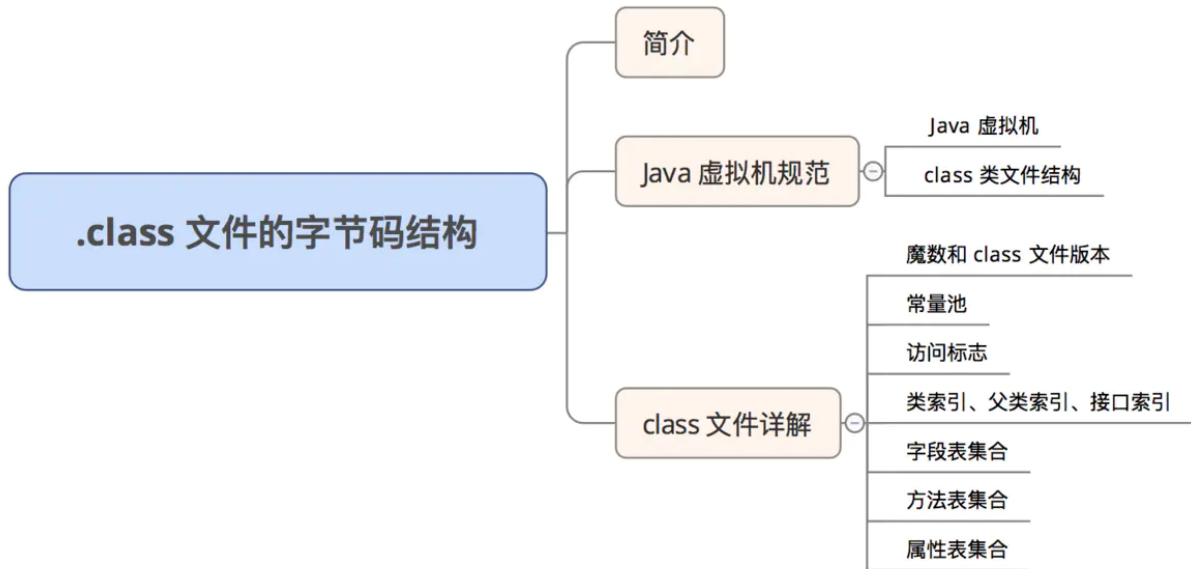 .class 文件的字节码结构
简介
Java 虚拟机规范
Java 虚拟机
class 类文件结构
class 文件详解
魔数和 class 文件版本
常量池
访问标志
类索引、父类索引、接口索引
字段表集合
方法表集合
属性表集合